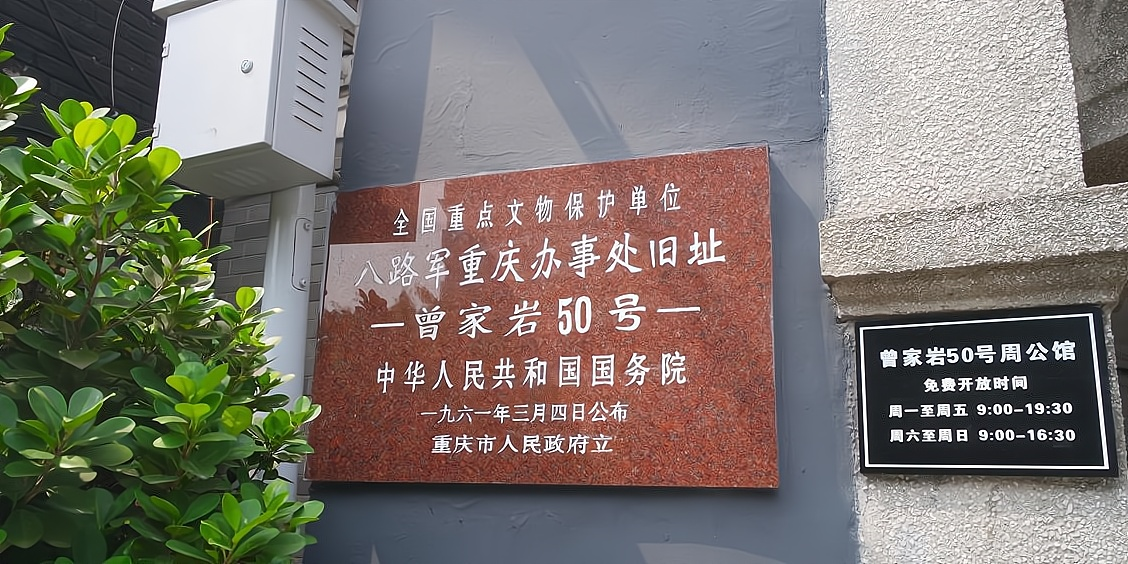 全国重点文物保护单位
八路军重庆办事处旧址
—曾家岩50号—
中华人民共和国国务院
一九六一年三月四日公布
重庆市人民政府立
曾家岩50号周公馆
免费开放时间
周一至周五 9:00-19:30
周六至周日 9:00-16:30